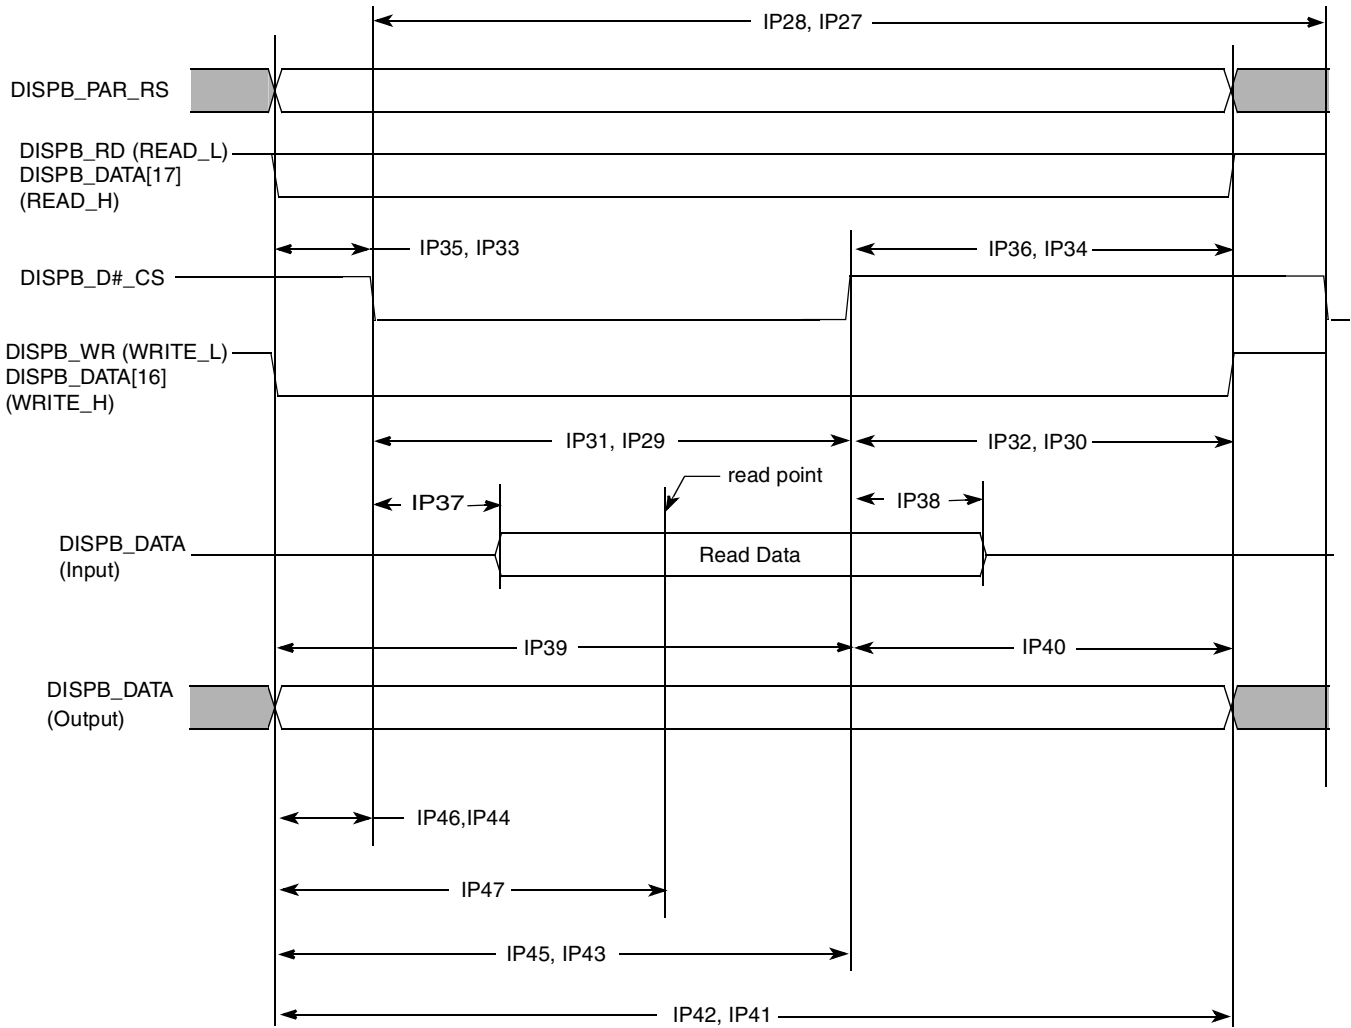 IP28, IP27
DISPB_PAR_RS
DISPB_RD (READ_L)
DISPB_DATA[17]
(READ_H)
IP35, IP33
IP36, IP34
DISPB_D#_CS
DISPB_WR (WRITE_L)
DISPB_DATA[16]
(WRITE_H)
IP31, IP29
IP32, IP30
read point
IP37
IP38
DISPB_DATA
(Input)
Read Data
IP39
IP40
DISPB_DATA
(Output)
IP46,IP44
IP47
IP45, IP43
IP42, IP41